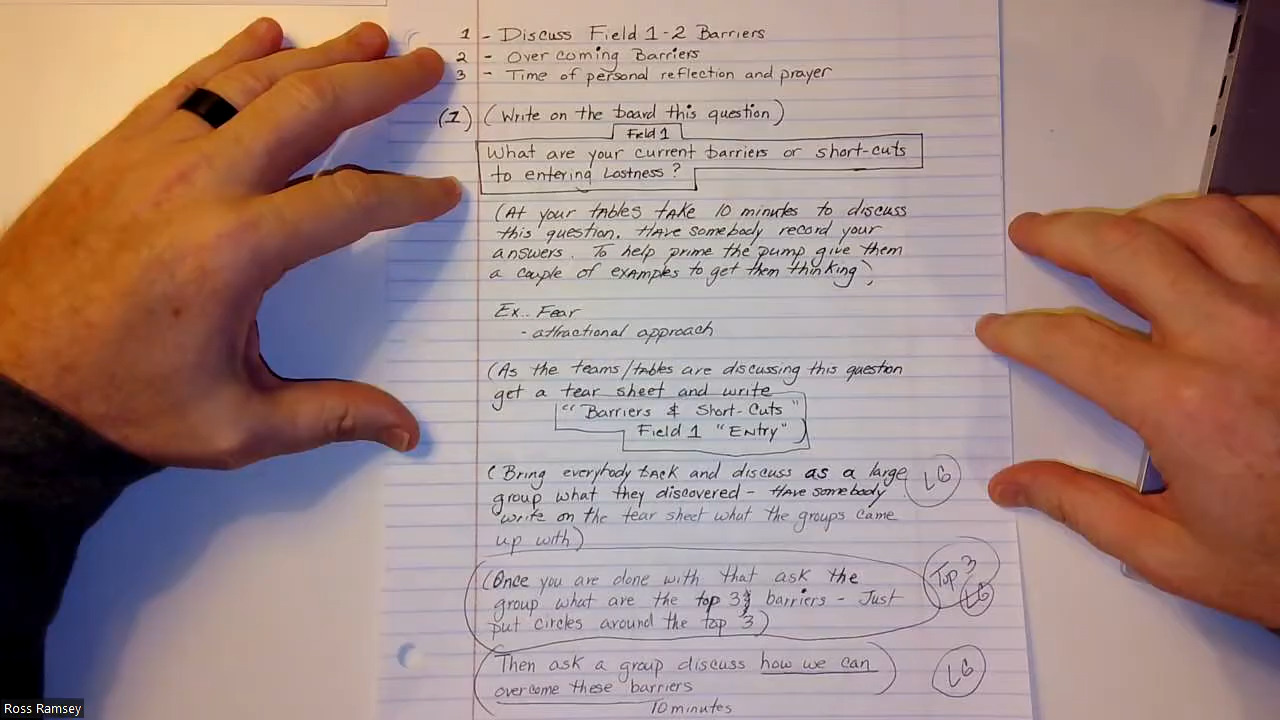 1 - Discuss Field 1-2 Barriers
2 - Over coming Barriers
3 - Time of personal reflection and prayer
(1) (Write on the board this question)
Field 1
What are your current barriers or short-cuts
to entering Lostness?
(At your tables take 10 minutes to discuss
this question. Have somebody record your
answers. To help prime the pump give them
a couple of examples to get them thinking)
Ex.. Fear
- attractional approach
(As the teams/tables are discussing this question
get a tear sheet and write
"Barriers & Short-Cuts"
Field 1 "Entry")
(Bring everybody back and discuss as a large
group what they discovered - Have somebody
write on the tear sheet what the groups came
up with)
LG
(Once you are done with that ask the
group what are the top 3 barriers - Just
put circles around the top 3)
Top 3
LG
(Then ask a group discuss how we can
overcome these barriers)
LG
10 minutes
Ross Ramsey